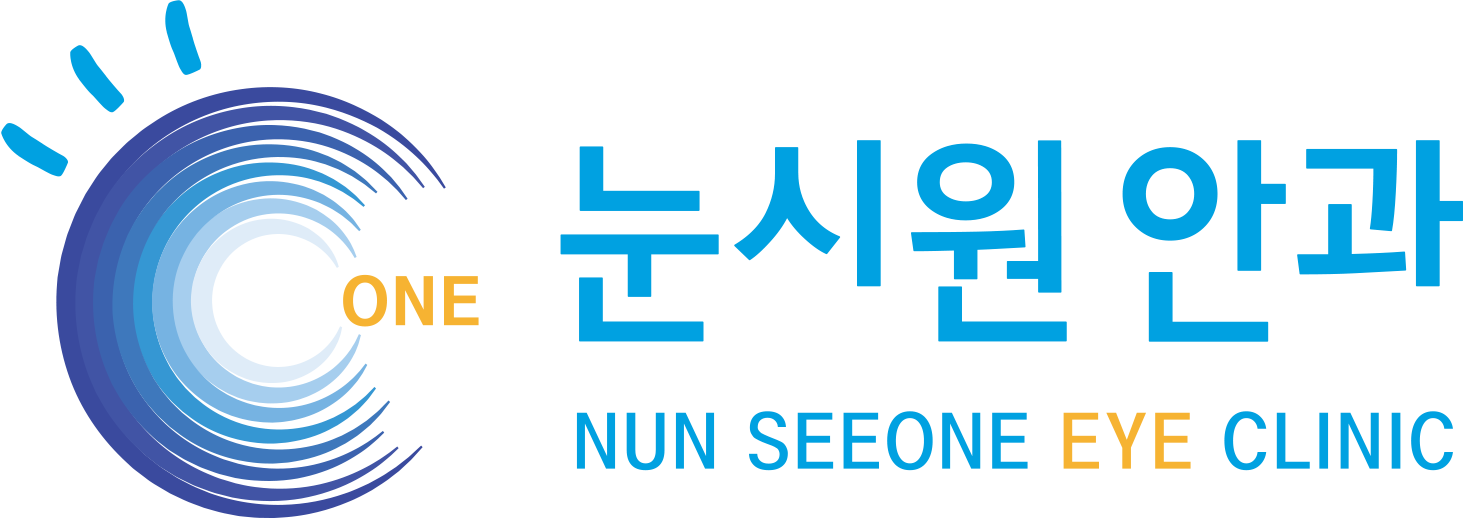 ONE
눈시원 안과
NUN SEEONE EYE CLINIC